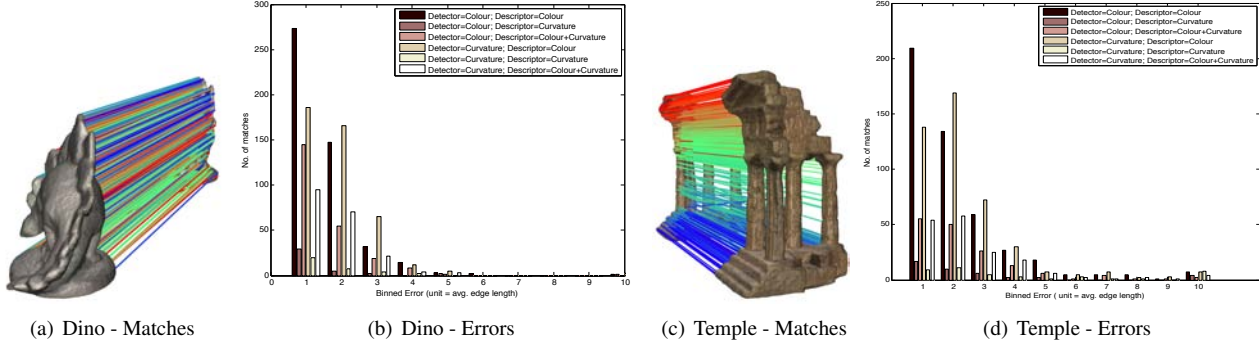 300
250
200
150
100
50
0
No. of matches
Detector=Colour; Descriptor=Colour
Detector=Colour; Descriptor=Curvature
Detector=Colour; Descriptor=Colour+Curvature
Detector=Curvature; Descriptor=Colour
Detector=Curvature; Descriptor=Curvature
Detector=Curvature; Descriptor=Colour+Curvature
0 1 2 3 4 5 6 7 8 9 10
Binned Error (unit = avg. edge length)
250
200
150
100
50
0
No. of matches
Detector=Colour; Descriptor=Colour
Detector=Colour; Descriptor=Curvature
Detector=Colour; Descriptor=Colour+Curvature
Detector=Curvature; Descriptor=Colour
Detector=Curvature; Descriptor=Curvature
Detector=Curvature; Descriptor=Colour+Curvature
1 2 3 4 5 6 7 8 9 10
Binned Error ( unit = avg. edge length)
(a) Dino - Matches
(b) Dino - Errors
(c) Temple - Matches
(d) Temple - Errors